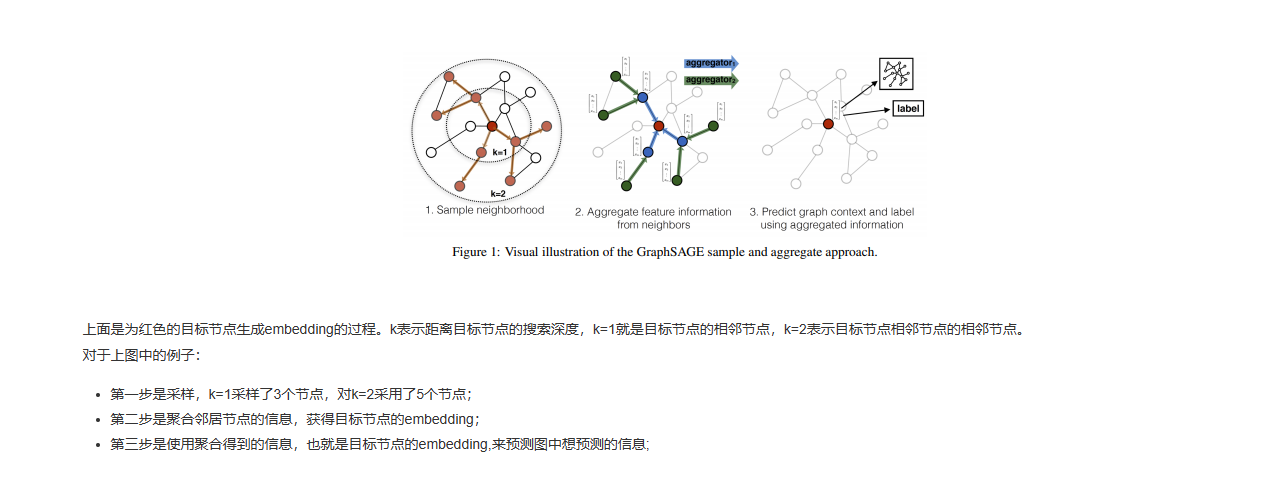 aggregator₁
aggregator₂
label
k=1
k=2
1. Sample neighborhood
2. Aggregate feature information
from neighbors
3. Predict graph context and label
using aggregated information
Figure 1: Visual illustration of the GraphSAGE sample and aggregate approach.
上面是为红色的目标节点生成embedding的过程。k表示距离目标节点的搜索深度，k=1就是目标节点的相邻节点，k=2表示目标节点相邻节点的相邻节点。
对于上图中的例子：
• 第一步是采样，k=1采样了3个节点，对k=2采用了5个节点；
• 第二步是聚合邻居节点的信息，获得目标节点的embedding；
• 第三步是使用聚合得到的信息，也就是目标节点的embedding,来预测图中想预测的信息;